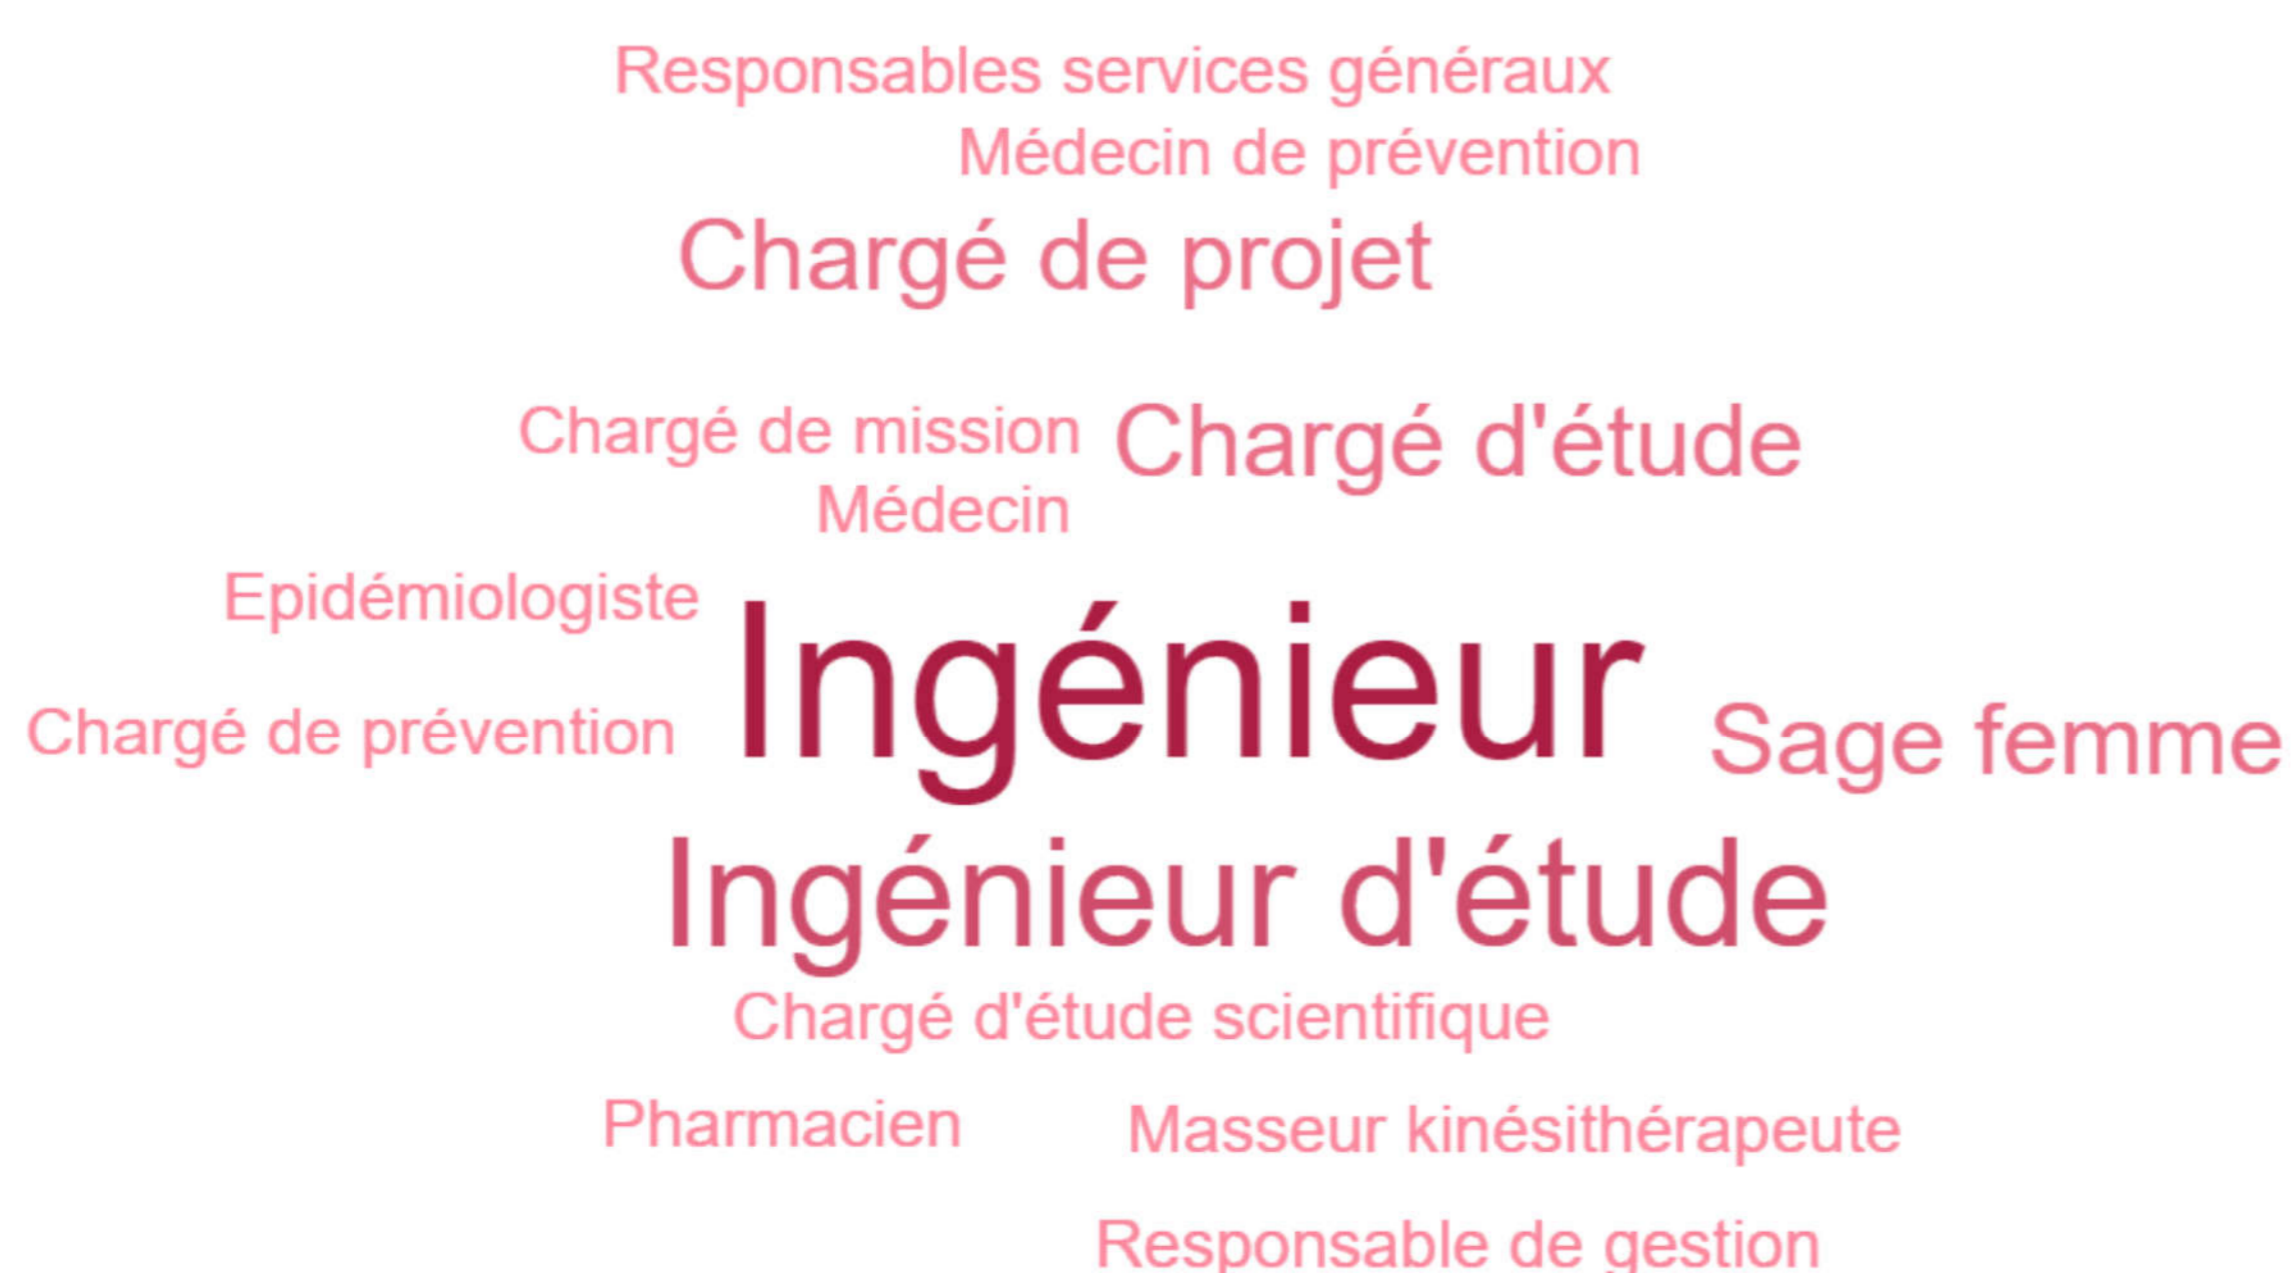 Responsables services généraux
Médecin de prévention
Chargé de projet
Chargé de mission
Chargé d'étude
Médecin
Epidémiologiste
Ingénieur
Chargé de prévention
Sage femme
Ingénieur d'étude
Chargé d'étude scientifique
Pharmacien
Masseur kinésithérapeute
Responsable de gestion